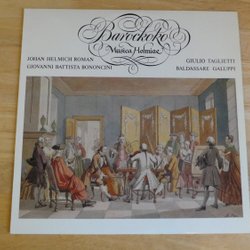 Barockoko
Musica Holmiae
JOHAN HELMICH ROMAN
GIOVANNI BATTISTA BONONCINI
GIULIO TAGLIETTI
BALDASSARE GALUPPI